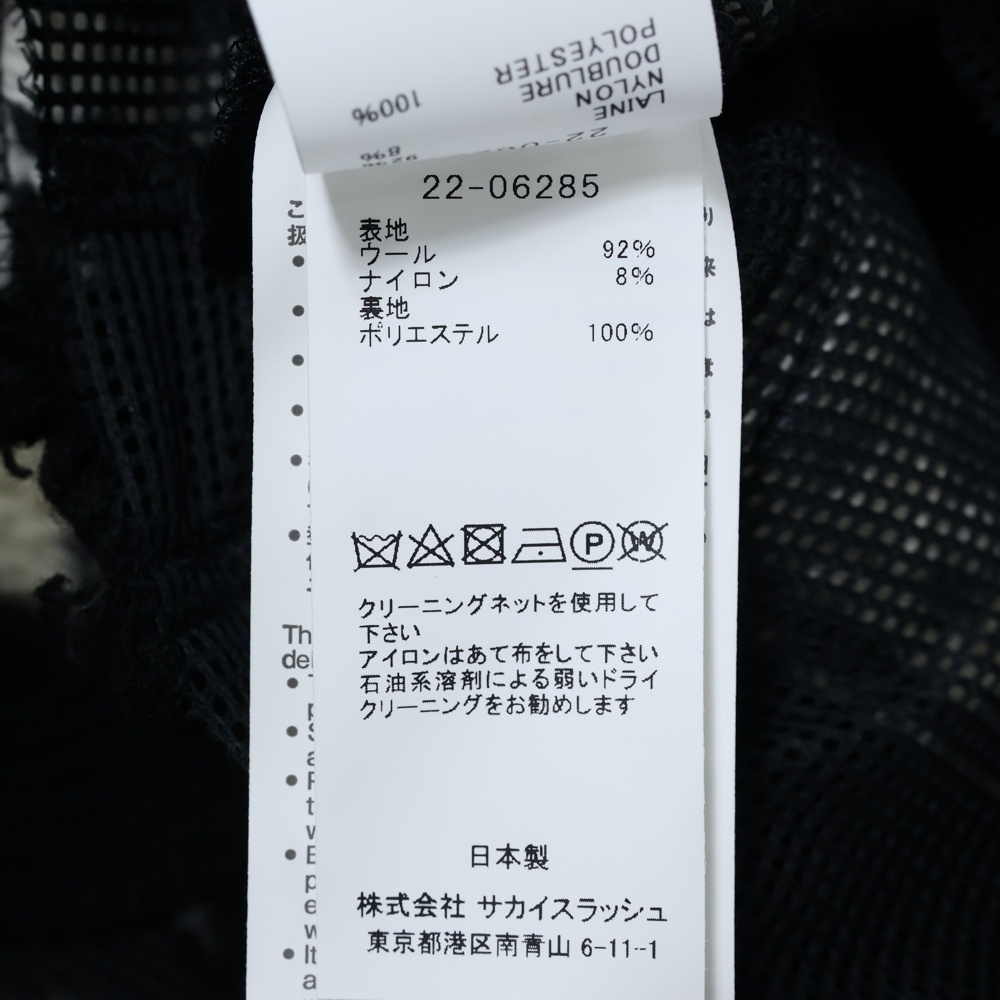 POLYESTER 100%
DOUBLURE
NYLON
LAINE
22-06285
表地
ウール 92%
ナイロン 8%
裏地
ポリエステル 100%
P
W
クリーニングネットを使用して
下さい
アイロンはあて布をして下さい
石油系溶剤による弱いドライ
クリーニングをお勧めします
日本製
株式会社 サカイスラッシュ
東京都港区南青山 6-11-1